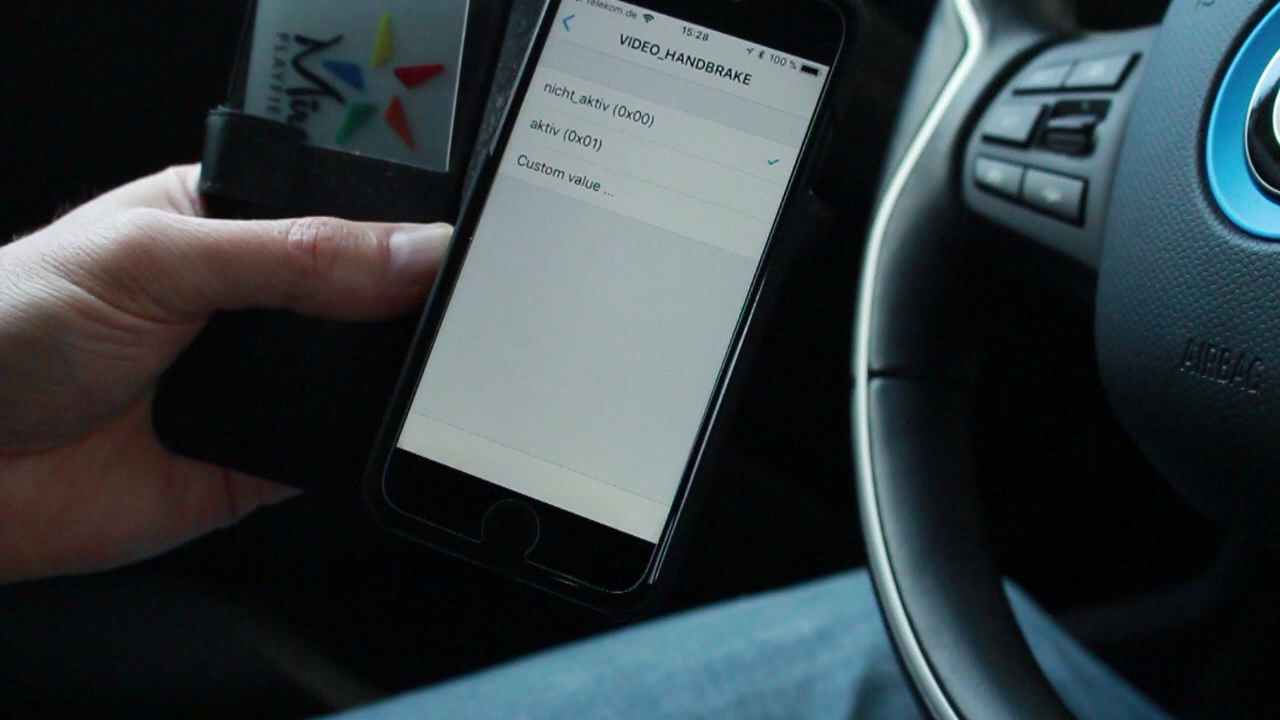 Telekom.de
15:28
100 %
VIDEO_HANDBRAKE
nicht_aktiv (0x00)
aktiv (0x01)
Custom value ...
AIRBAG